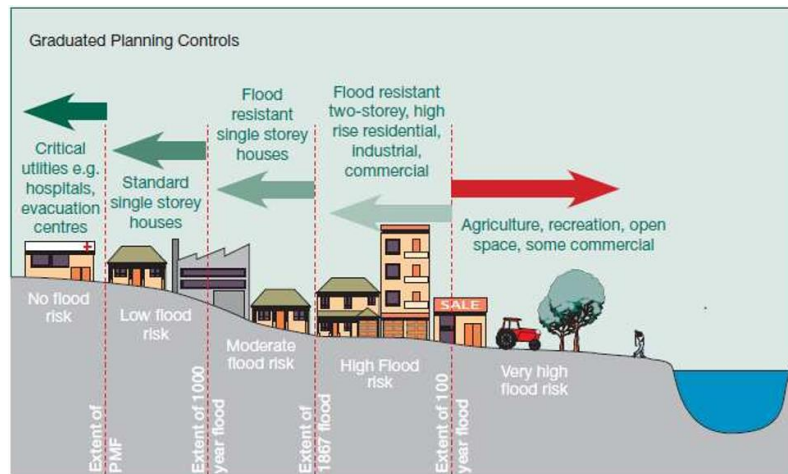 Graduated Planning Controls
Critical
utlities e.g.
hospitals,
evacuation
centres
Standard
single storey
houses
Flood
resistant
single storey
houses
Flood resistant
two-storey, high
rise residential,
industrial,
commercial
Agriculture, recreation, open
space, some commercial
SALE
No flood
risk
Low flood
risk
Moderate
flood risk
High Flood
risk
Very high
flood risk
Extent of
PMF
Extent of 1000
year flood
Extent of
1867 flood
Extent of 100
year flood